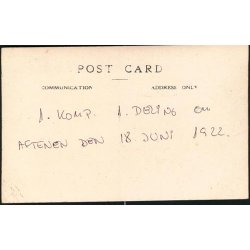 POST CARD
COMMUNICATION ADDRESS ONLY
1. KOMP. 1. DELING OM
AFTENEN DEN 18 JUNI 1922.